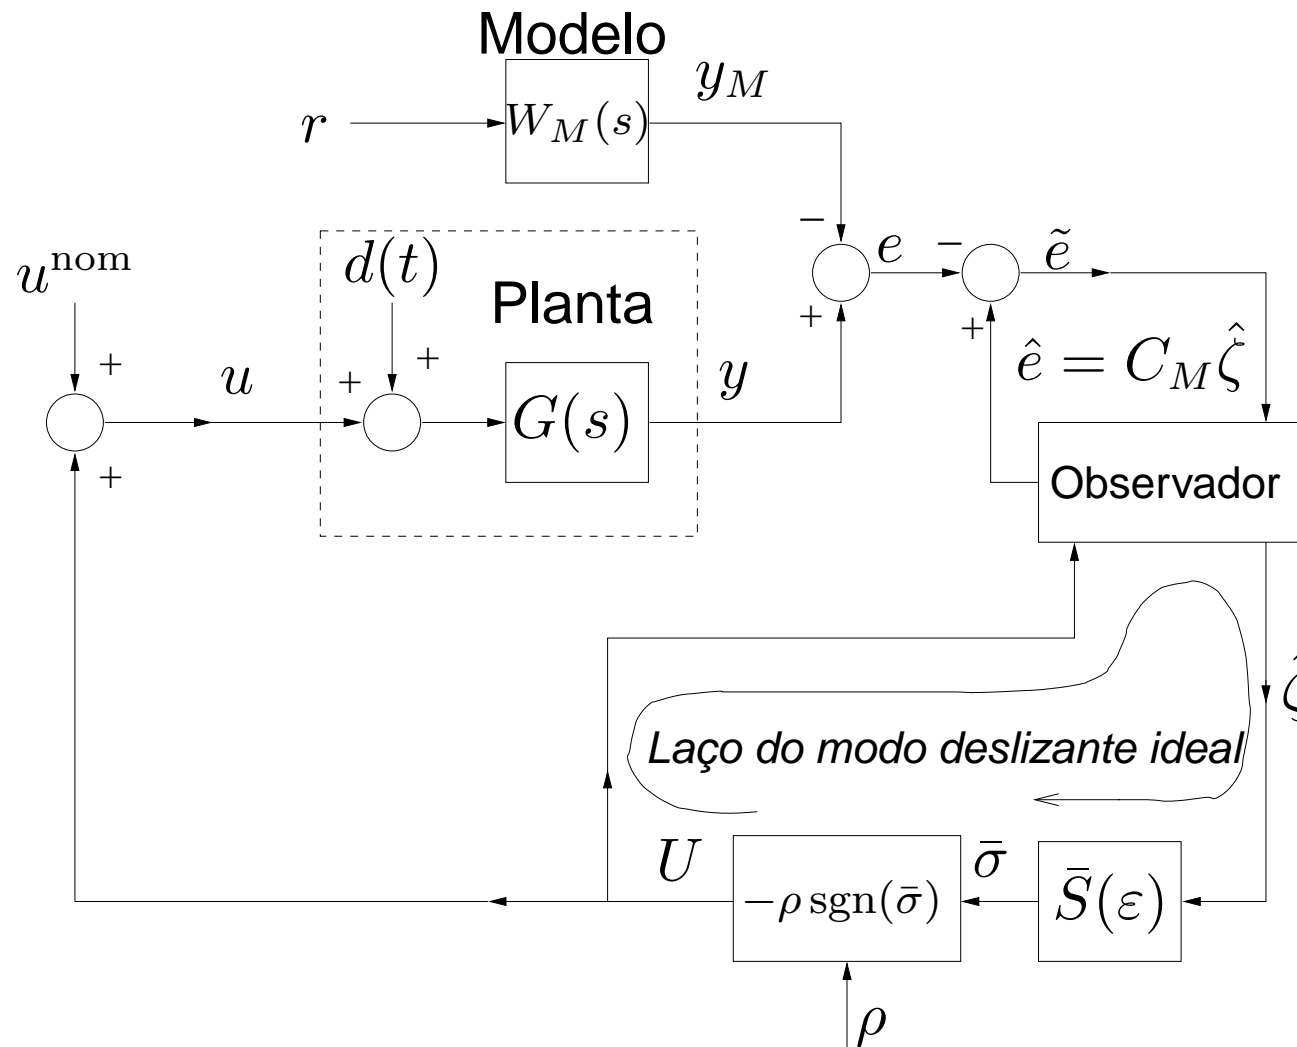 Modelo
r
W_M(s)
y_M
−
e
−
ẽ
u^nom
d(t)
Planta
+
+
+
+
+
u
G(s)
y
ê = C_M ζ̂
+
Observador
ζ̂
Laço do modo deslizante ideal
U
−ρ sgn(σ̄)
σ̄
S̄(ε)
ρ